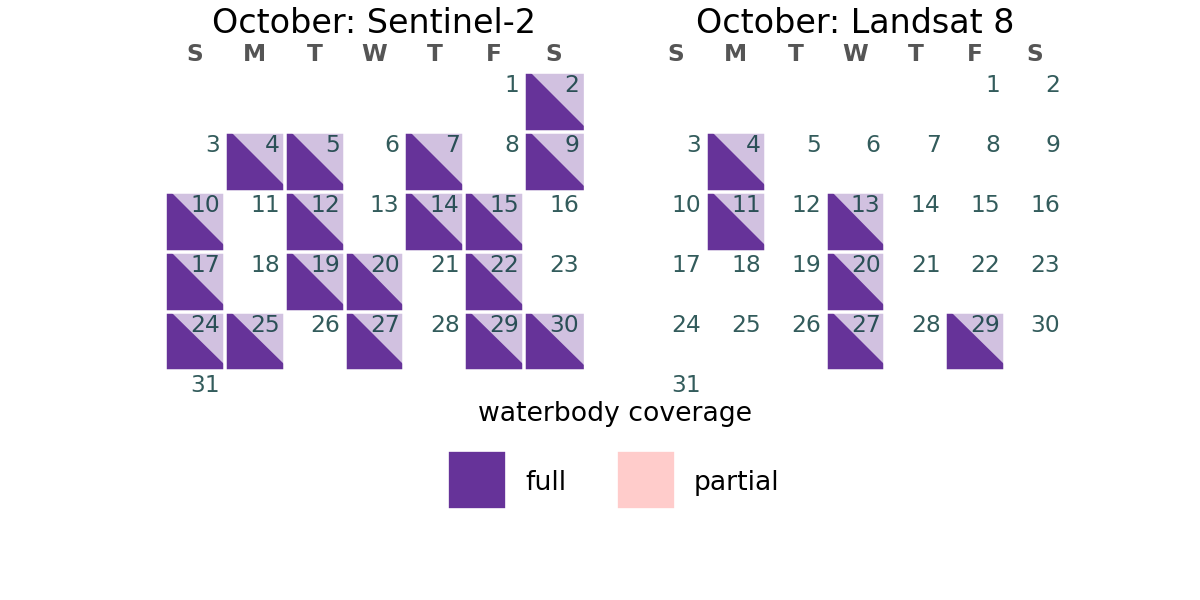 October: Sentinel-2
S M T W T F S
1 2
3 4 5 6 7 8 9
10 11 12 13 14 15 16
17 18 19 20 21 22 23
24 25 26 27 28 29 30
31
October: Landsat 8
S M T W T F S
1 2
3 4 5 6 7 8 9
10 11 12 13 14 15 16
17 18 19 20 21 22 23
24 25 26 27 28 29 30
31
waterbody coverage
full
partial